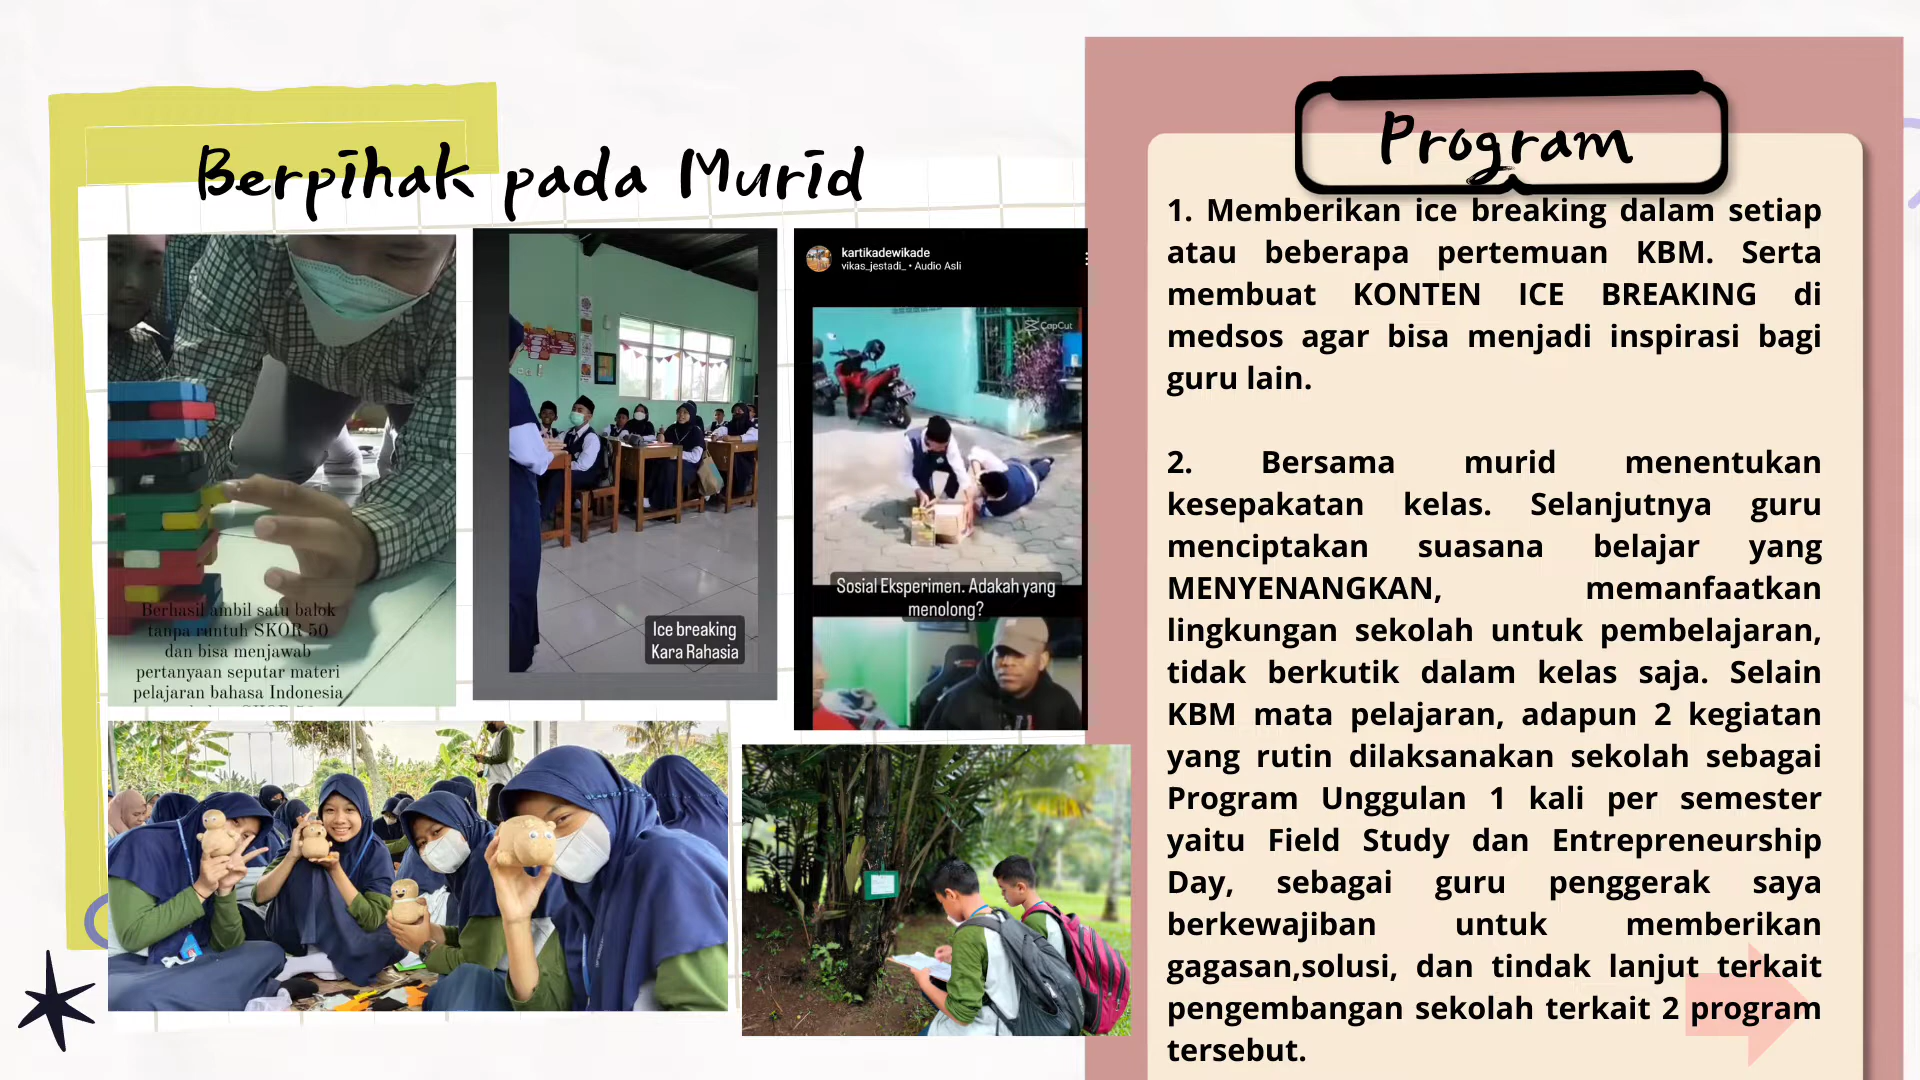 Berpihak pada Murid
Berhasil ambil satu balok
tanpa runtuh SKOR 50
dan bisa menjawab
pertanyaan seputar materi
pelajaran bahasa Indonesia
Ice breaking
Kara Rahasia
kartikadewikade
vikas_jestadi_ • Audio Asli
CapCut
Sosial Eksperimen. Adakah yang
menolong?
Program
1. Memberikan ice breaking dalam setiap
atau beberapa pertemuan KBM. Serta
membuat KONTEN ICE BREAKING di
medsos agar bisa menjadi inspirasi bagi
guru lain.
2. Bersama murid menentukan
kesepakatan kelas. Selanjutnya guru
menciptakan suasana belajar yang
MENYENANGKAN, memanfaatkan
lingkungan sekolah untuk pembelajaran,
tidak berkutik dalam kelas saja. Selain
KBM mata pelajaran, adapun 2 kegiatan
yang rutin dilaksanakan sekolah sebagai
Program Unggulan 1 kali per semester
yaitu Field Study dan Entrepreneurship
Day, sebagai guru penggerak saya
berkewajiban untuk memberikan
gagasan,solusi, dan tindak lanjut terkait
pengembangan sekolah terkait 2 program
tersebut.